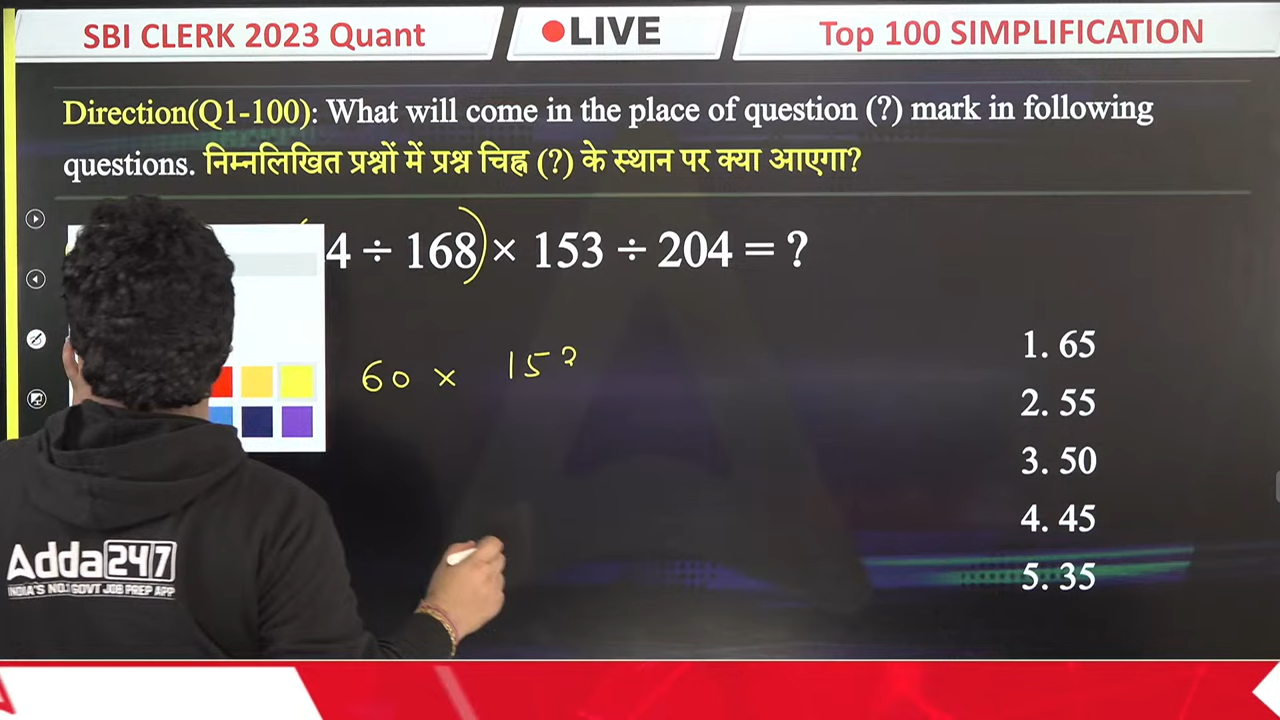 SBI CLERK 2023 Quant
LIVE
Top 100 SIMPLIFICATION
Direction(Q1-100): What will come in the place of question (?) mark in following
questions. निम्नलिखित प्रश्नों में प्रश्न चिह्न (?) के स्थान पर क्या आएगा?
4 ÷ 168) × 153 ÷ 204 = ?
60 × 153
1. 65
2. 55
3. 50
4. 45
5. 35
Adda247
INDIA'S NO.1 GOVT JOB PREP APP